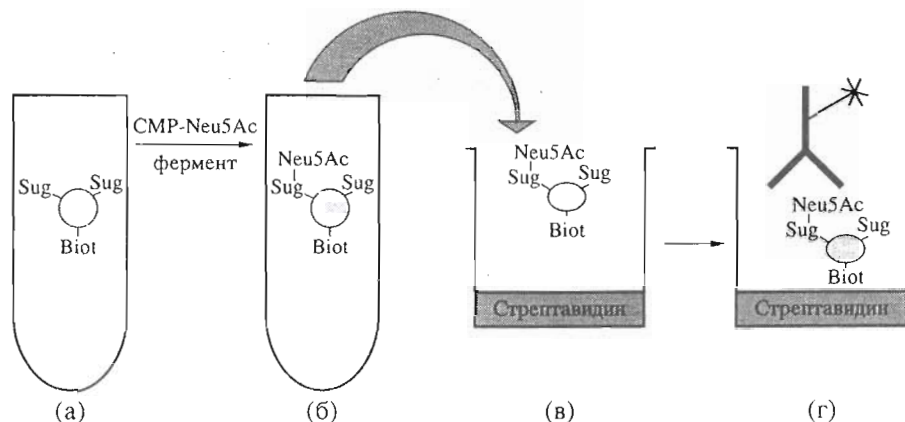 CMP-Neu5Ac
фермент
Sug
Sug
Biot
Neu5Ac
Sug
Sug
Biot
Neu5Ac
Sug
Sug
Biot
Стрептавидин
Neu5Ac
Sug
Sug
Biot
Стрептавидин
(а)
(б)
(в)
(г)